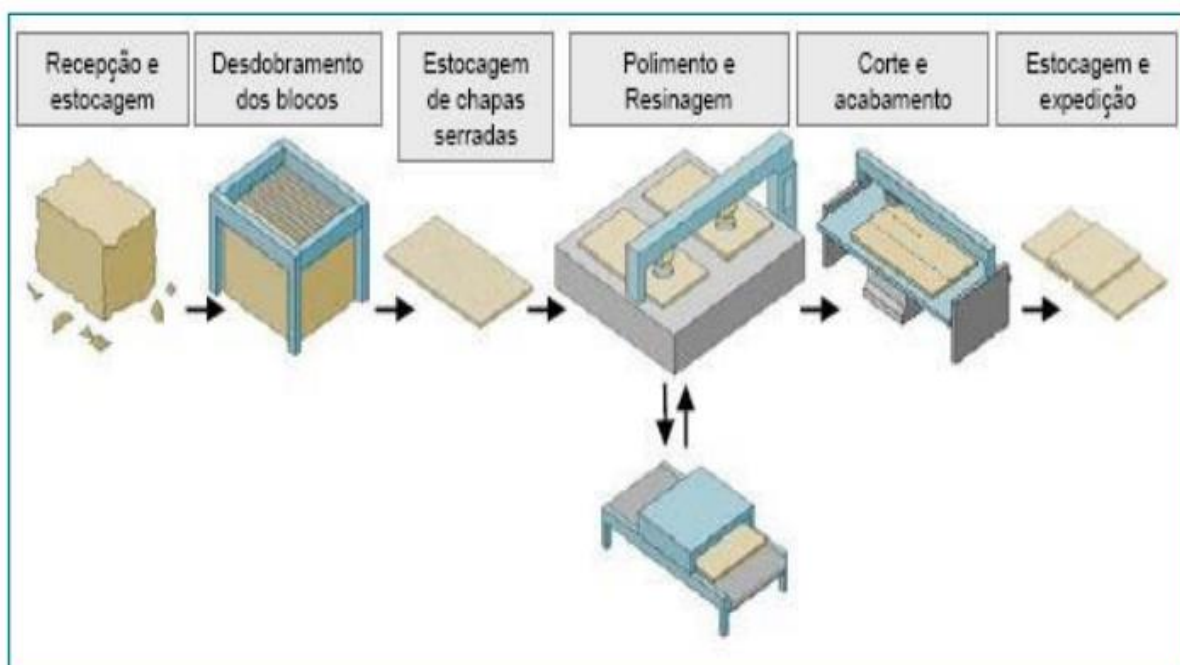 Recepção e
estocagem
Desdobramento
dos blocos
Estocagem
de chapas
serradas
Polimento e
Resinagem
Corte e
acabamento
Estocagem e
expedição